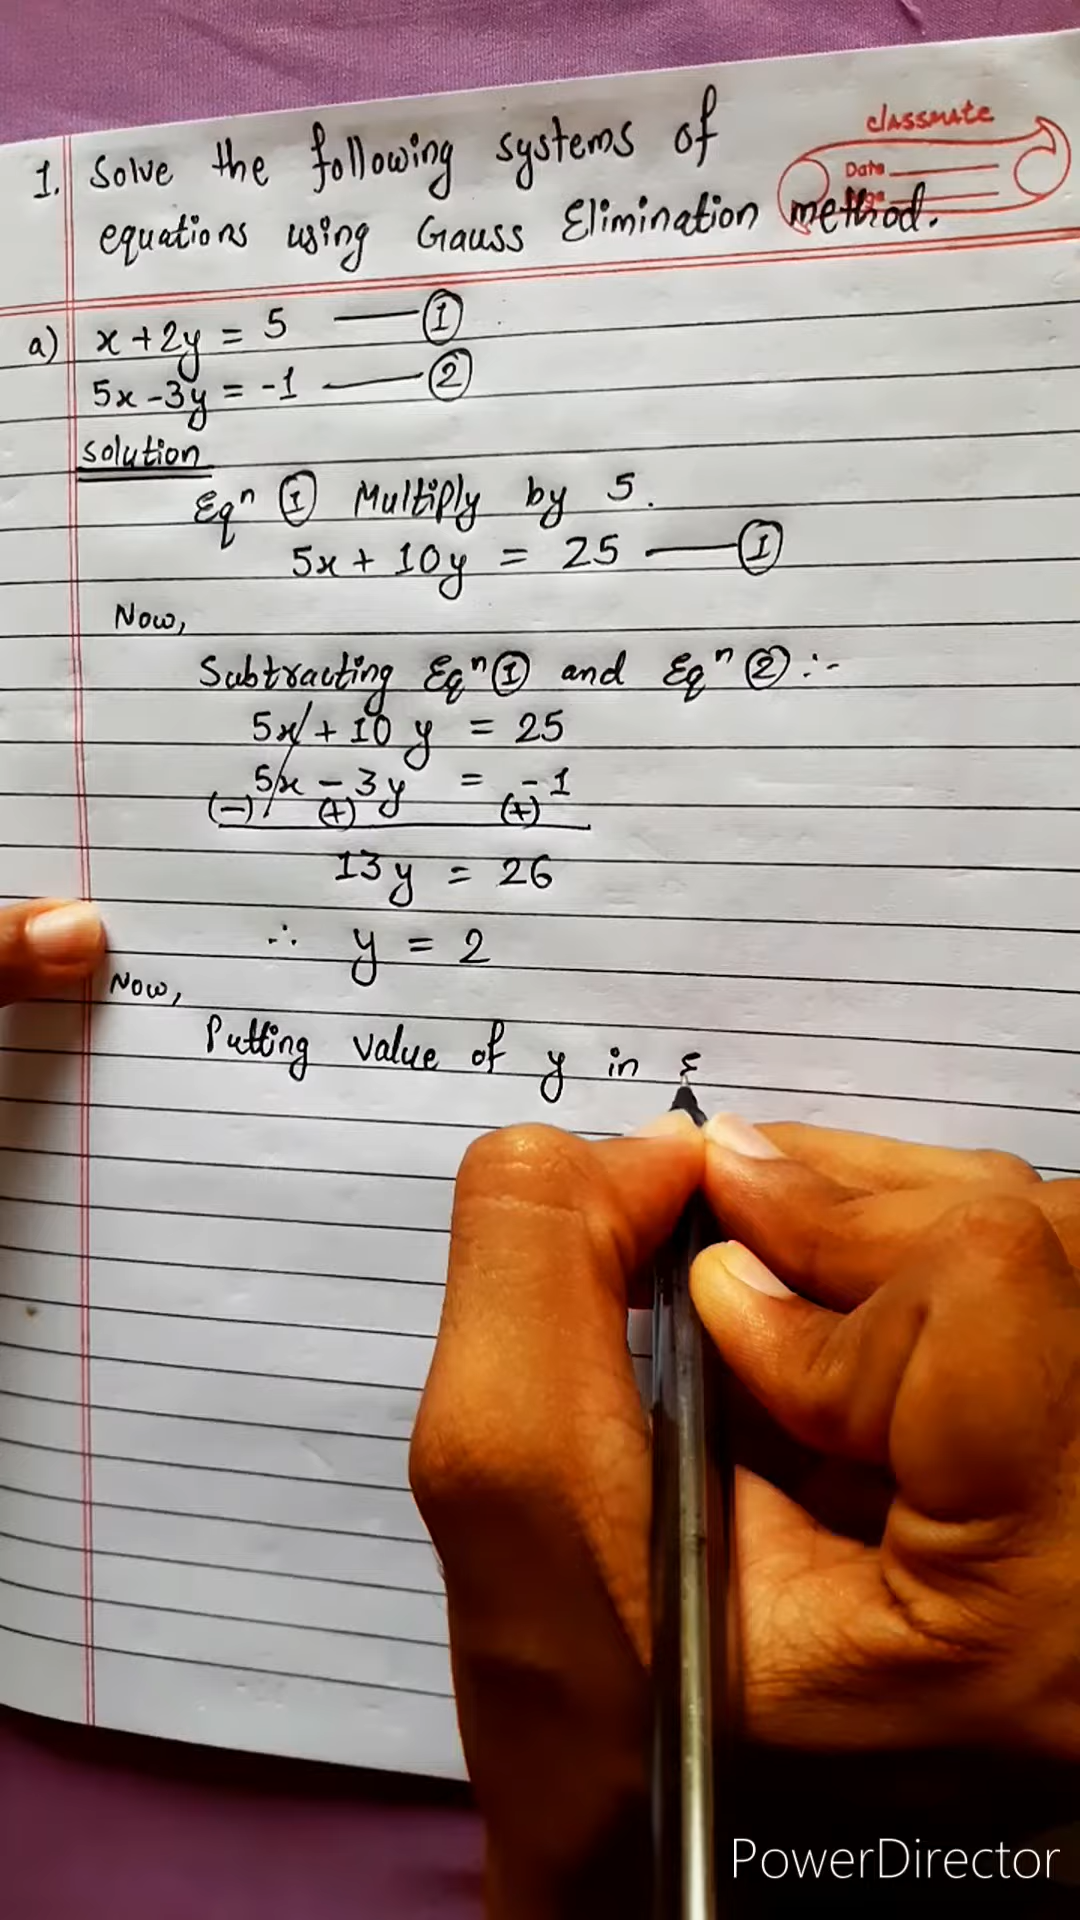 classmate
Date
1. Solve the following systems of
equations using Gauss Elimination method.
a) x + 2y = 5 —— ①
5x - 3y = -1 —— ②
Solution
Eqⁿ ① Multiply by 5.
5x + 10y = 25 —— ①
Now,
Subtracting Eqⁿ ① and Eqⁿ ② :-
5x + 10y = 25
5x - 3y = -1
(-) (+) (+)
13y = 26
∴ y = 2
Now,
Putting value of y in
PowerDirector